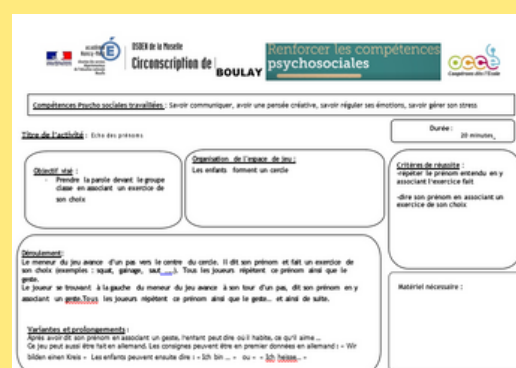 académie
Nancy-Metz
DSDEN de la Moselle
Circonscription de BOULAY
Renforcer les compétences
psychosociales
occe
Coopérons dès l'École
Compétences Psycho sociales travaillées : Savoir communiquer, avoir une pensée créative, savoir réguler ses émotions, savoir gérer son stress
Titre de l'activité : Echo des prénoms
Durée :
20 minutes
Objectif visé :
- Prendre la parole devant le groupe
classe en associant un exercice de
son choix
Organisation de l'espace de jeu :
Les enfants forment un cercle
Critères de réussite :
-répéter le prénom entendu en y
associant l'exercice fait
-dire son prénom en associant un
exercice de son choix
Déroulement :
Le meneur du jeu avance d'un pas vers le centre du cercle. Il dit son prénom et fait un exercice de
son choix (exemples : squat, gainage, saut ...). Tous les joueurs répètent ce prénom ainsi que le
geste.
Le joueur se trouvant à la gauche du meneur du jeu avance à son tour d'un pas, dit son prénom en y
associant un geste.Tous les joueurs répètent ce prénom ainsi que le geste… et ainsi de suite.
Matériel nécessaire :
Variantes et prolongements :
Après avoir dit son prénom en associant un geste, l'enfant peut dire où il habite, ce qu'il aime …
Ce jeu peut aussi être fait en allemand. Les consignes peuvent être en premier données en allemand : « Wir
bilden einen Kreis » Les enfants peuvent ensuite dire : « Ich bin … » ou « « Ich heisse… »